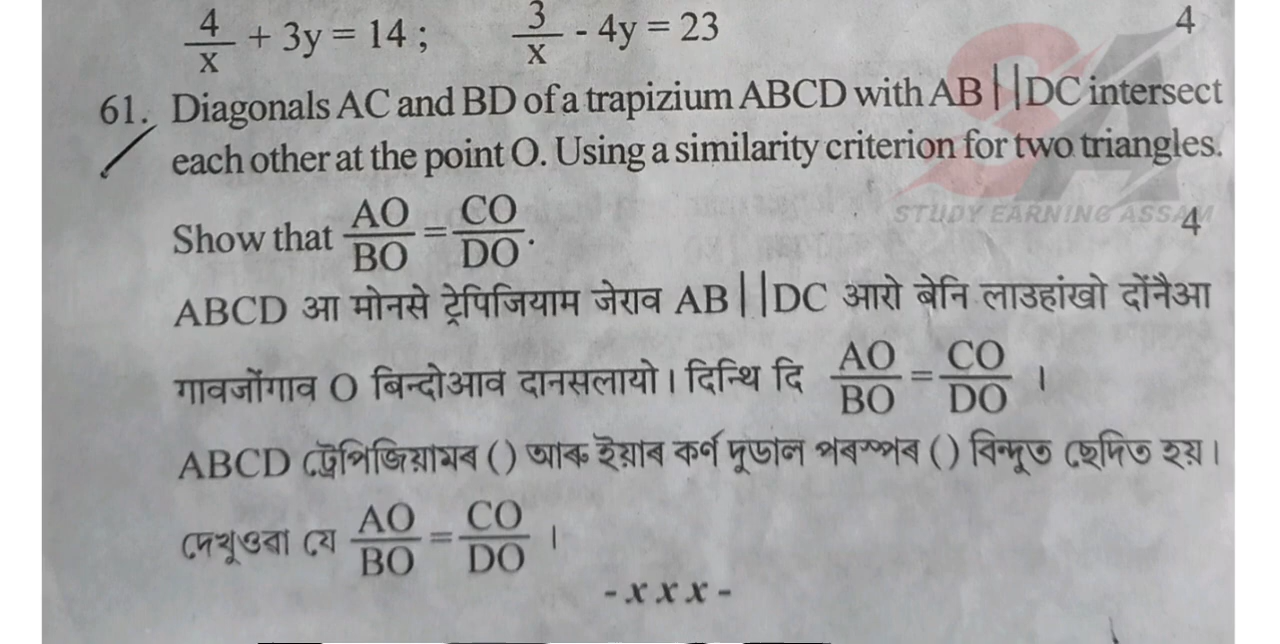 4/x + 3y = 14 ; 3/x - 4y = 23 4
61. Diagonals AC and BD of a trapizium ABCD with AB||DC intersect
each other at the point O. Using a similarity criterion for two triangles.
STUDY EARNING ASSAM
Show that AO/BO = CO/DO. 4
ABCD आ मोनसे ट्रेपिजियाम जेराव AB||DC आरो बेनि लाउहांखो दोंनैआ
गावजोंगाव O बिन्दोआव दानसलायो। दिन्थि दि AO/BO = CO/DO ।
ABCD ট্ৰেপিজিয়ামৰ () আৰু ইয়াৰ কৰ্ণ দুডাল পৰস্পৰ () বিন্দুত ছেদিত হয়।
দেখুওৱা যে AO/BO = CO/DO ।
- x x x -